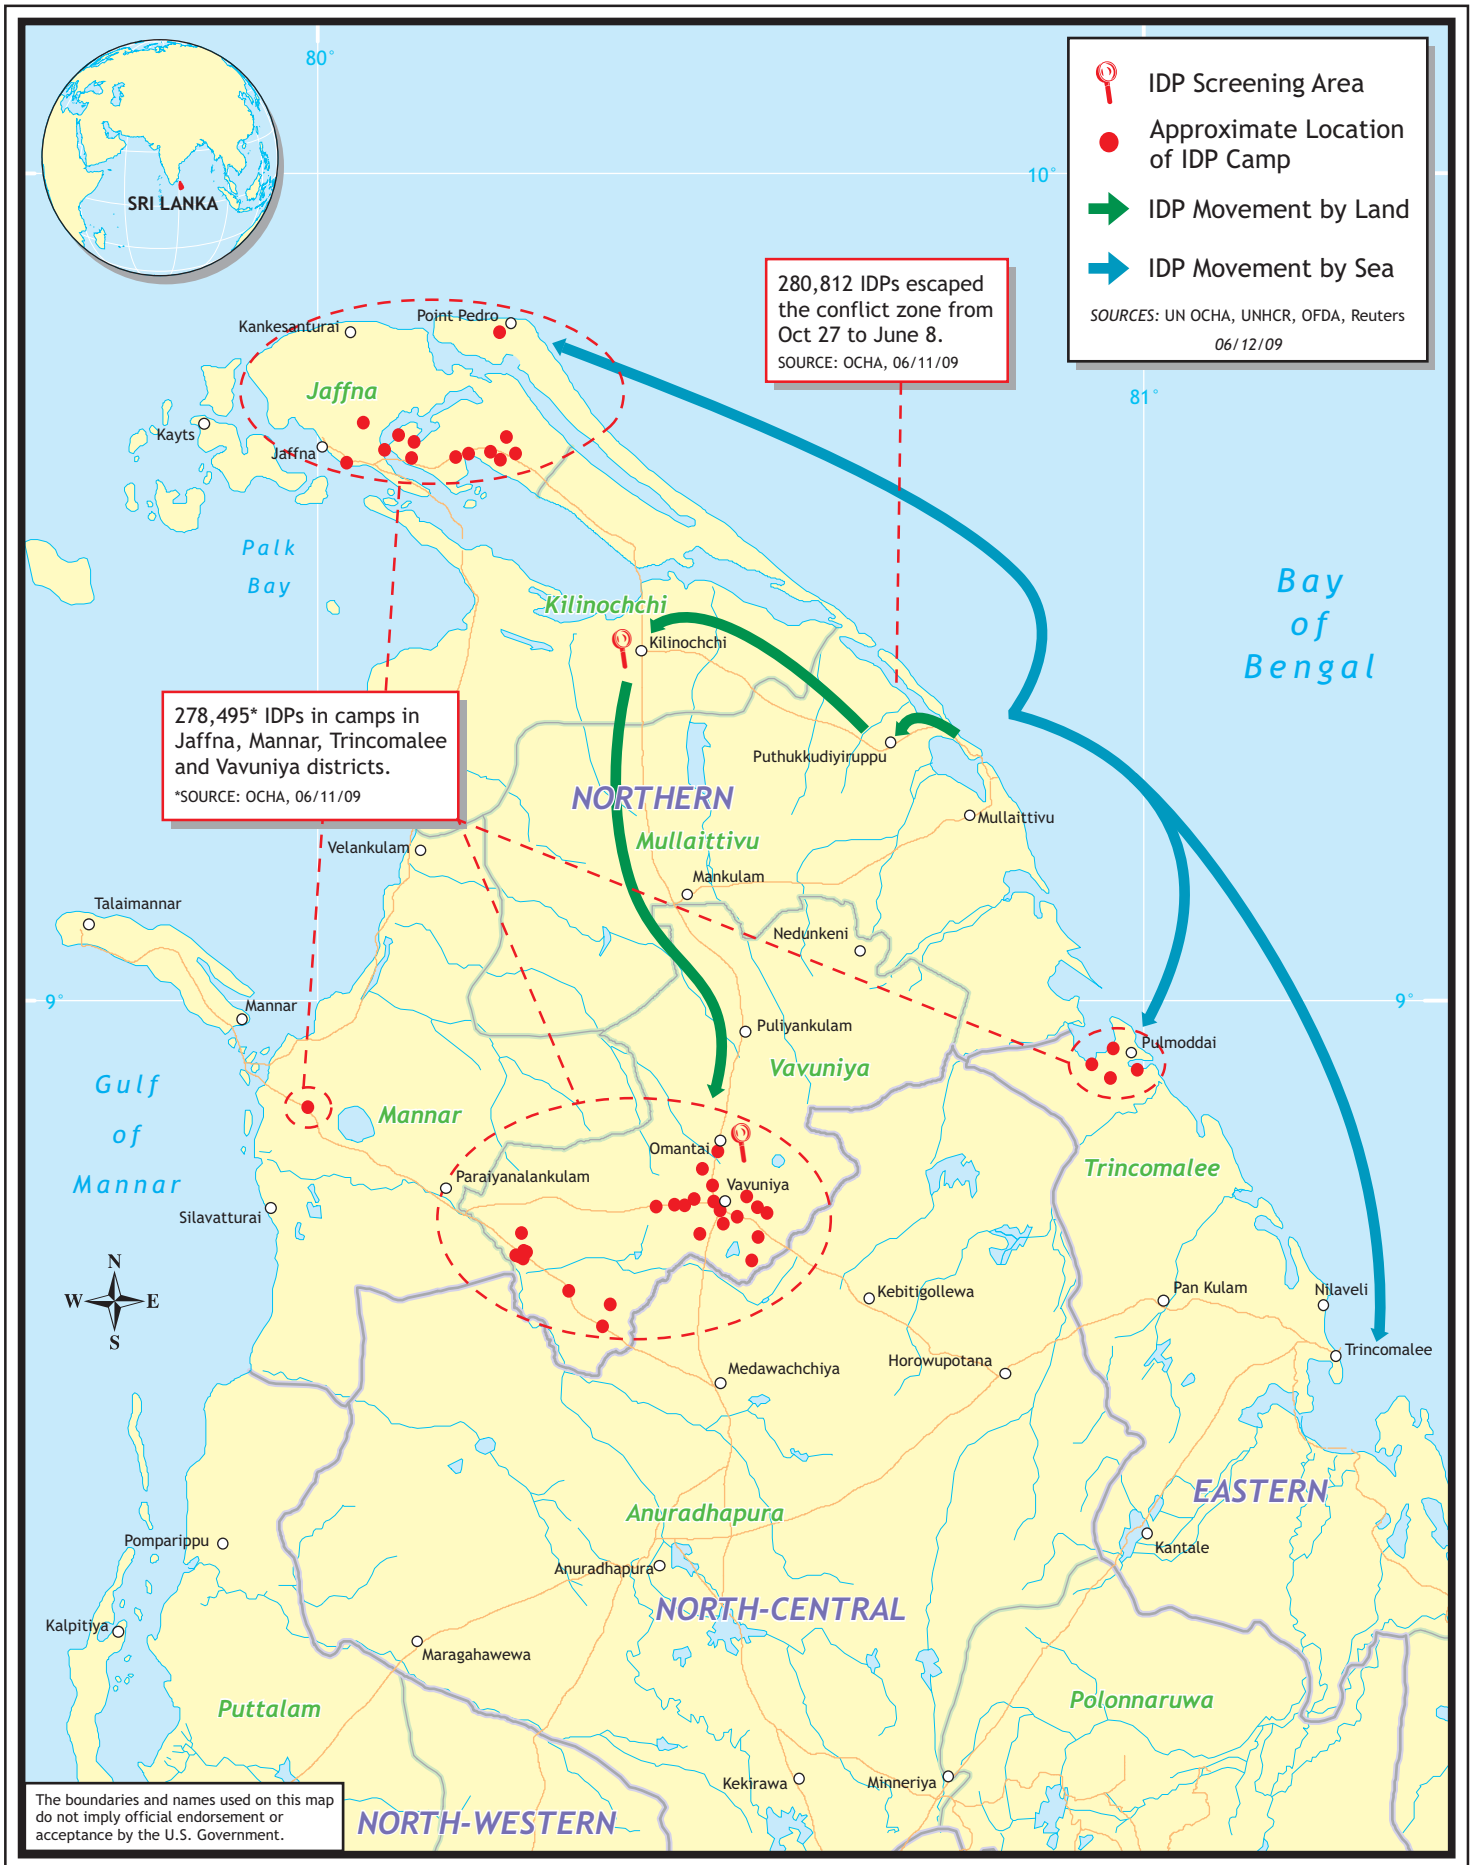 80°
SRI LANKA
IDP Screening Area
Approximate Location
of IDP Camp
IDP Movement by Land
IDP Movement by Sea
SOURCES: UN OCHA, UNHCR, OFDA, Reuters
06/12/09
10°
81°
280,812 IDPs escaped
the conflict zone from
Oct 27 to June 8.
SOURCE: OCHA, 06/11/09
Point Pedro
Kankesanturai
Jaffna
Kayts
Jaffna
Palk
Bay
Bay
of
Bengal
Kilinochchi
Kilinochchi
278,495* IDPs in camps in
Jaffna, Mannar, Trincomalee
and Vavuniya districts.
*SOURCE: OCHA, 06/11/09
Puthukkudiyiruppu
NORTHERN
Mullaittivu
Mullaittivu
Velankulam
Mankulam
Talaimannar
Nedunkeni
9°
9°
Mannar
Puliyankulam
Pulmoddai
Vavuniya
Gulf
of
Mannar
Mannar
Omantai
Trincomalee
Paraiyanalankulam
Vavuniya
Silavatturai
N
W
E
S
Kebitigollewa
Pan Kulam
Nilaveli
Trincomalee
Horowupotana
Medawachchiya
EASTERN
Anuradhapura
Pomparippu
Kantale
Anuradhapura
NORTH-CENTRAL
Kalpitiya
Maragahawewa
Puttalam
Polonnaruwa
Kekirawa
Minneriya
The boundaries and names used on this map
do not imply official endorsement or
acceptance by the U.S. Government.
NORTH-WESTERN